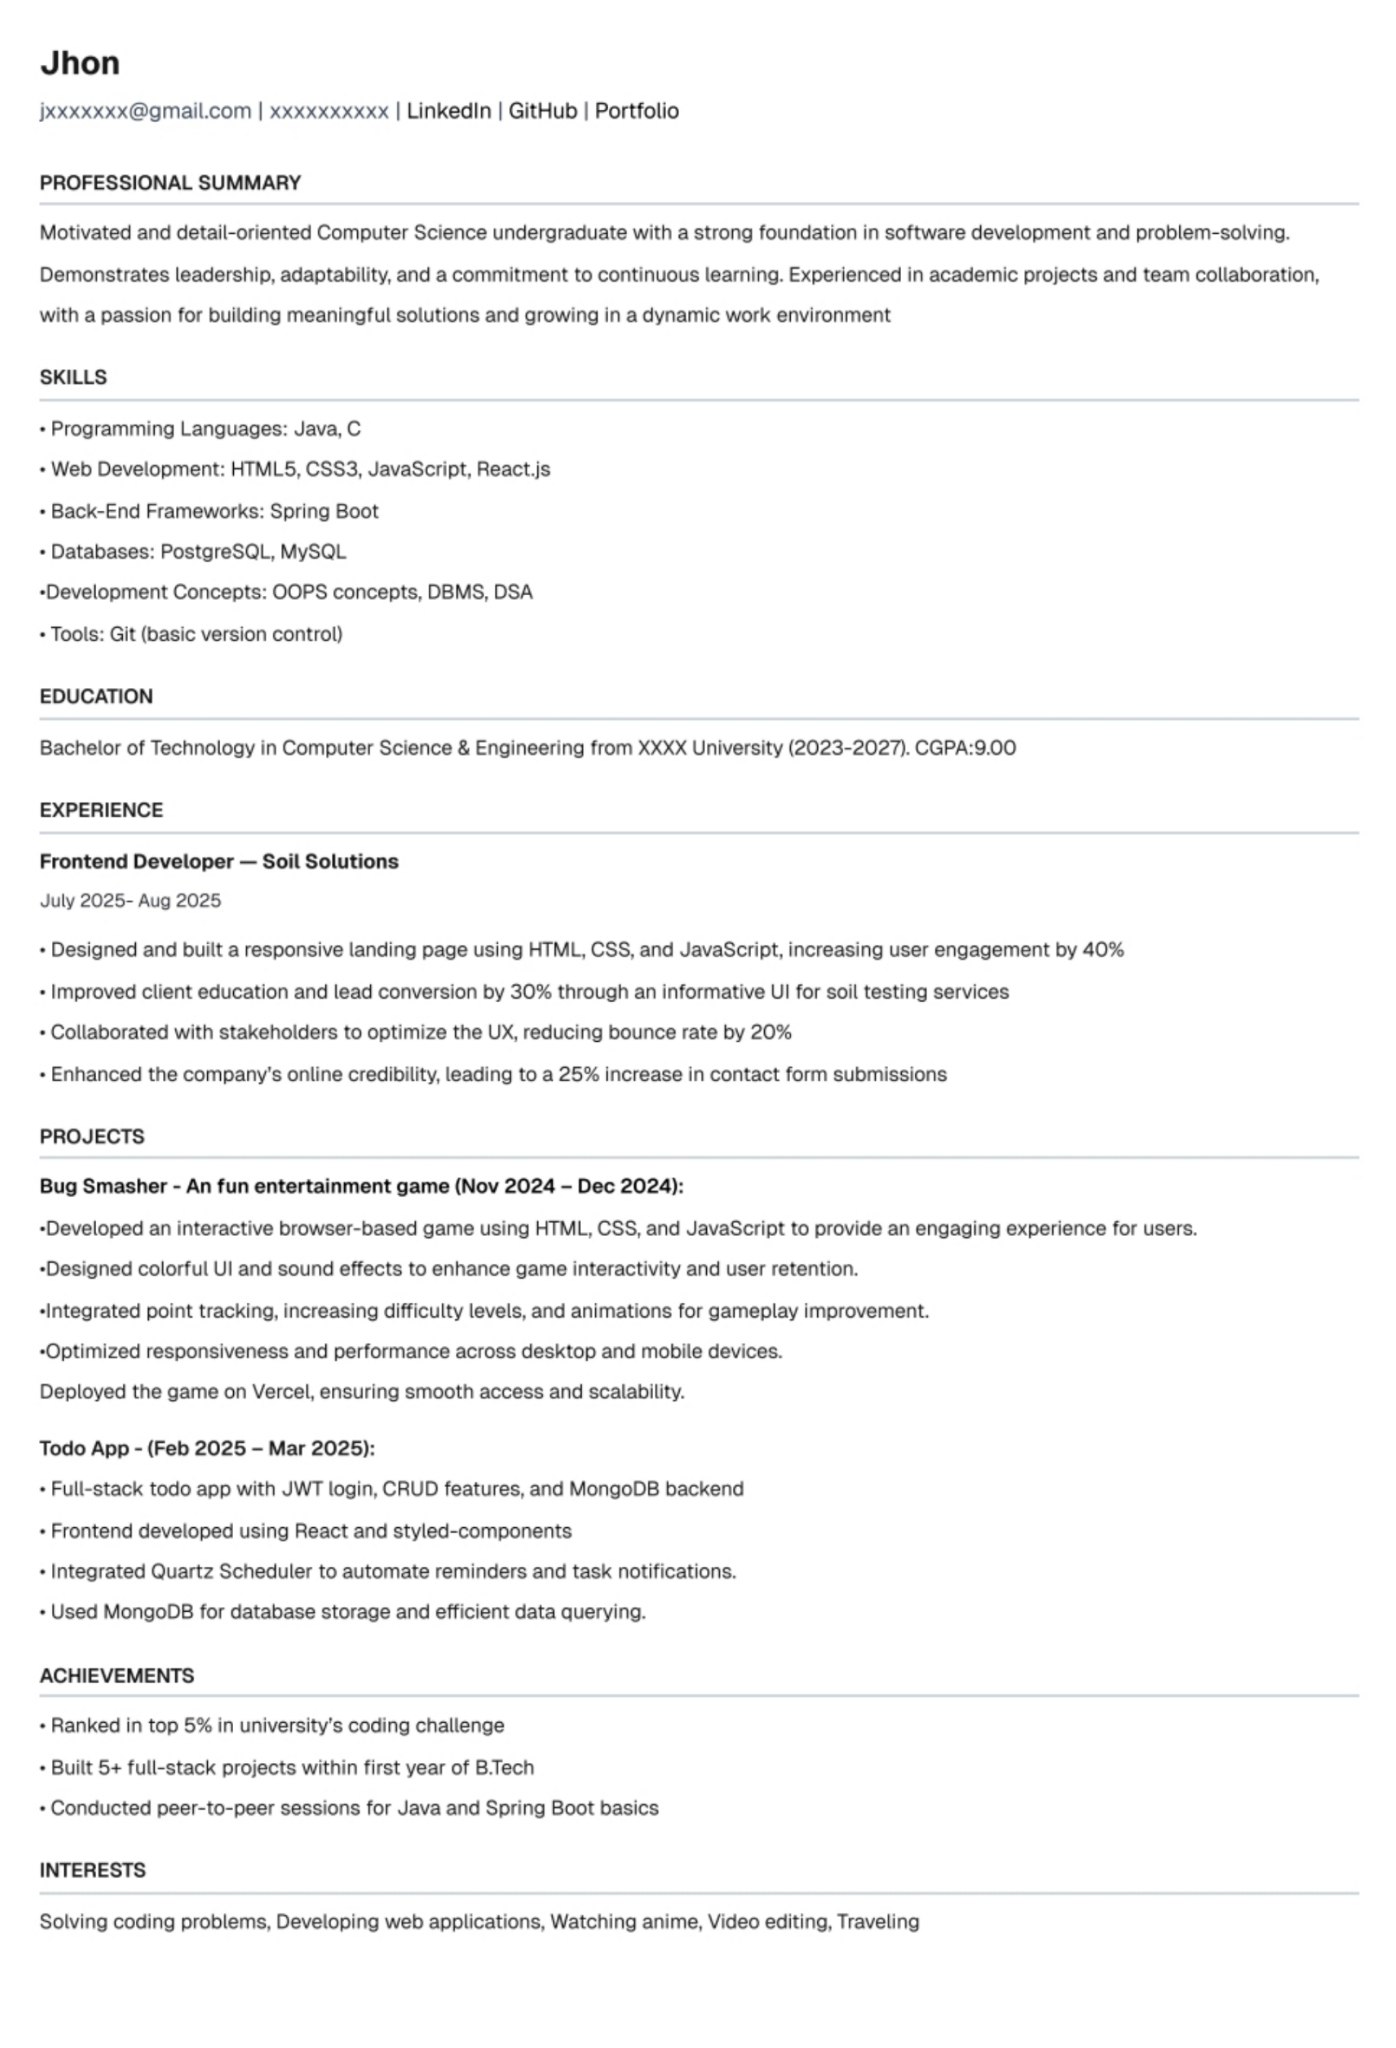 Jhon
jxxxxxxx@gmail.com | xxxxxxxxxx | LinkedIn | GitHub | Portfolio
PROFESSIONAL SUMMARY
Motivated and detail-oriented Computer Science undergraduate with a strong foundation in software development and problem-solving.
Demonstrates leadership, adaptability, and a commitment to continuous learning. Experienced in academic projects and team collaboration,
with a passion for building meaningful solutions and growing in a dynamic work environment
SKILLS
• Programming Languages: Java, C
• Web Development: HTML5, CSS3, JavaScript, React.js
• Back-End Frameworks: Spring Boot
• Databases: PostgreSQL, MySQL
•Development Concepts: OOPS concepts, DBMS, DSA
• Tools: Git (basic version control)
EDUCATION
Bachelor of Technology in Computer Science & Engineering from XXXX University (2023-2027). CGPA:9.00
EXPERIENCE
Frontend Developer — Soil Solutions
July 2025- Aug 2025
• Designed and built a responsive landing page using HTML, CSS, and JavaScript, increasing user engagement by 40%
• Improved client education and lead conversion by 30% through an informative UI for soil testing services
• Collaborated with stakeholders to optimize the UX, reducing bounce rate by 20%
• Enhanced the company’s online credibility, leading to a 25% increase in contact form submissions
PROJECTS
Bug Smasher - An fun entertainment game (Nov 2024 – Dec 2024):
•Developed an interactive browser-based game using HTML, CSS, and JavaScript to provide an engaging experience for users.
•Designed colorful UI and sound effects to enhance game interactivity and user retention.
•Integrated point tracking, increasing difficulty levels, and animations for gameplay improvement.
•Optimized responsiveness and performance across desktop and mobile devices.
Deployed the game on Vercel, ensuring smooth access and scalability.
Todo App - (Feb 2025 – Mar 2025):
• Full-stack todo app with JWT login, CRUD features, and MongoDB backend
• Frontend developed using React and styled-components
• Integrated Quartz Scheduler to automate reminders and task notifications.
• Used MongoDB for database storage and efficient data querying.
ACHIEVEMENTS
• Ranked in top 5% in university’s coding challenge
• Built 5+ full-stack projects within first year of B.Tech
• Conducted peer-to-peer sessions for Java and Spring Boot basics
INTERESTS
Solving coding problems, Developing web applications, Watching anime, Video editing, Traveling